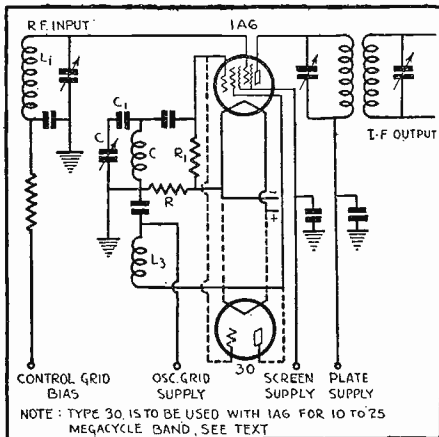 R.F. INPUT
1A6
L1
C1
C
C
R1
R
I-F OUTPUT
-
+
L3
30
CONTROL GRID
BIAS
OSC. GRID
SUPPLY
SCREEN
SUPPLY
PLATE
SUPPLY
NOTE: TYPE 30, IS TO BE USED WITH 1A6 FOR 10 TO 25
MEGACYCLE BAND, SEE TEXT